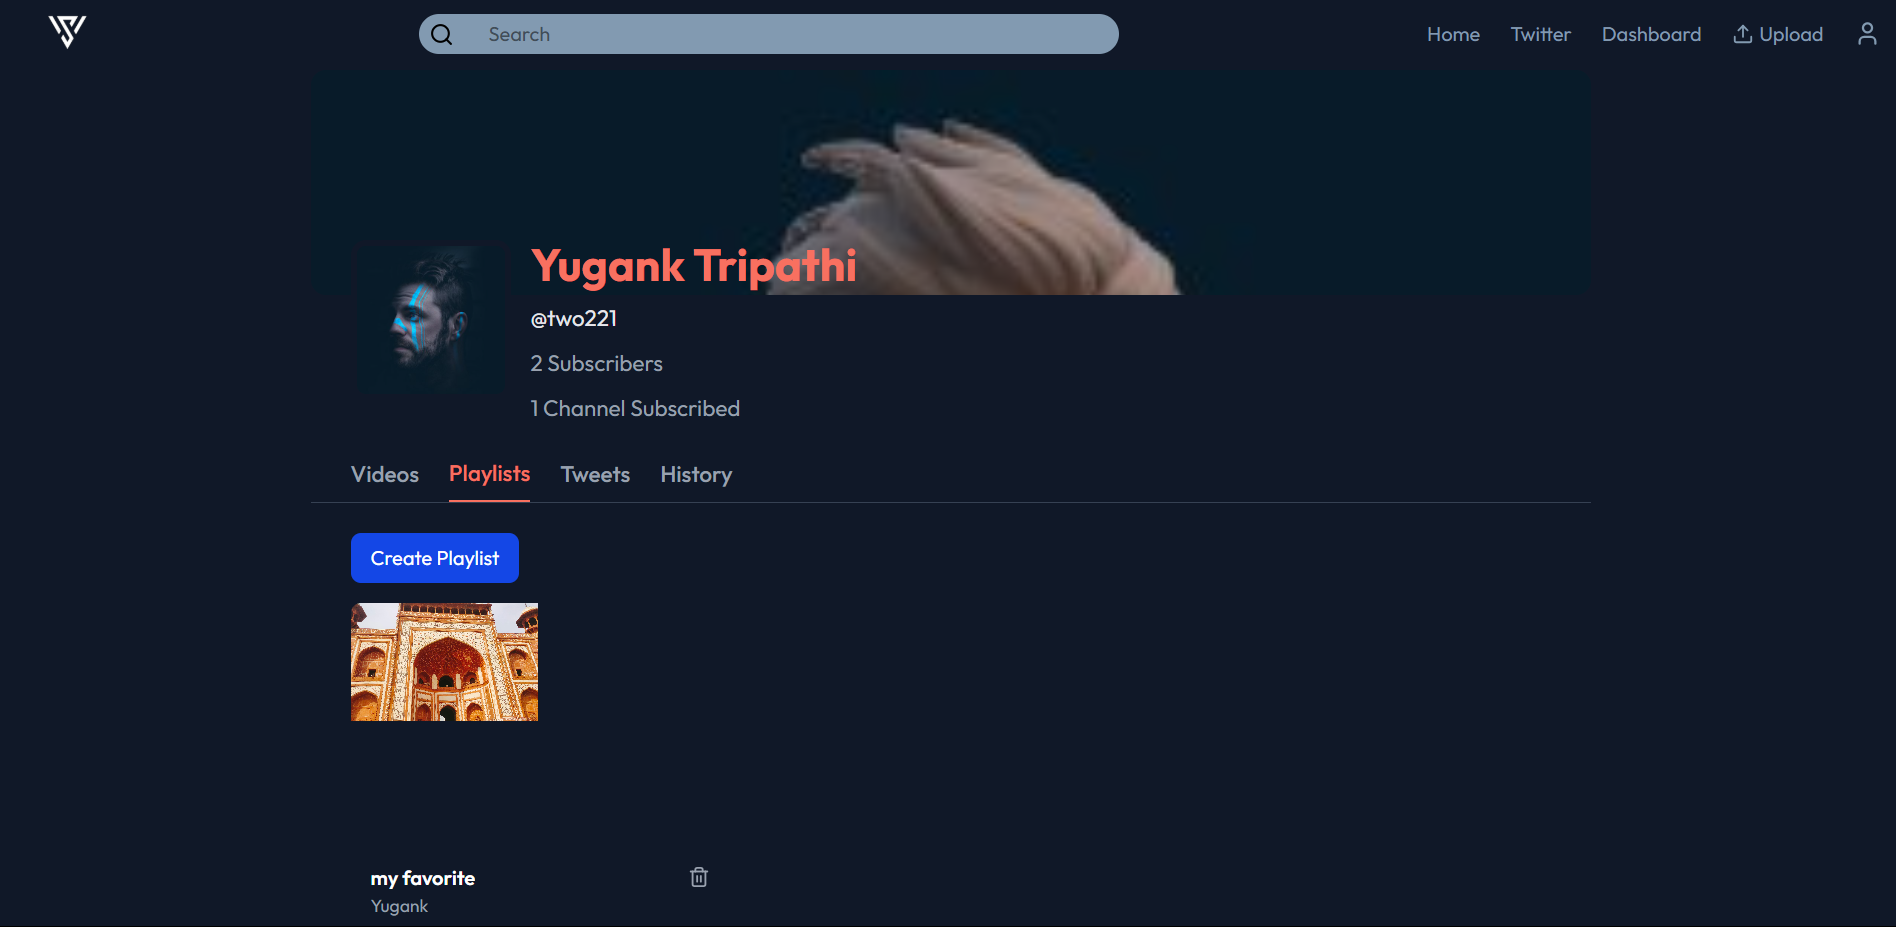 Search
Home Twitter Dashboard Upload
Yugank Tripathi
@two221
2 Subscribers
1 Channel Subscribed
Videos Playlists Tweets History
Create Playlist
my favorite
Yugank